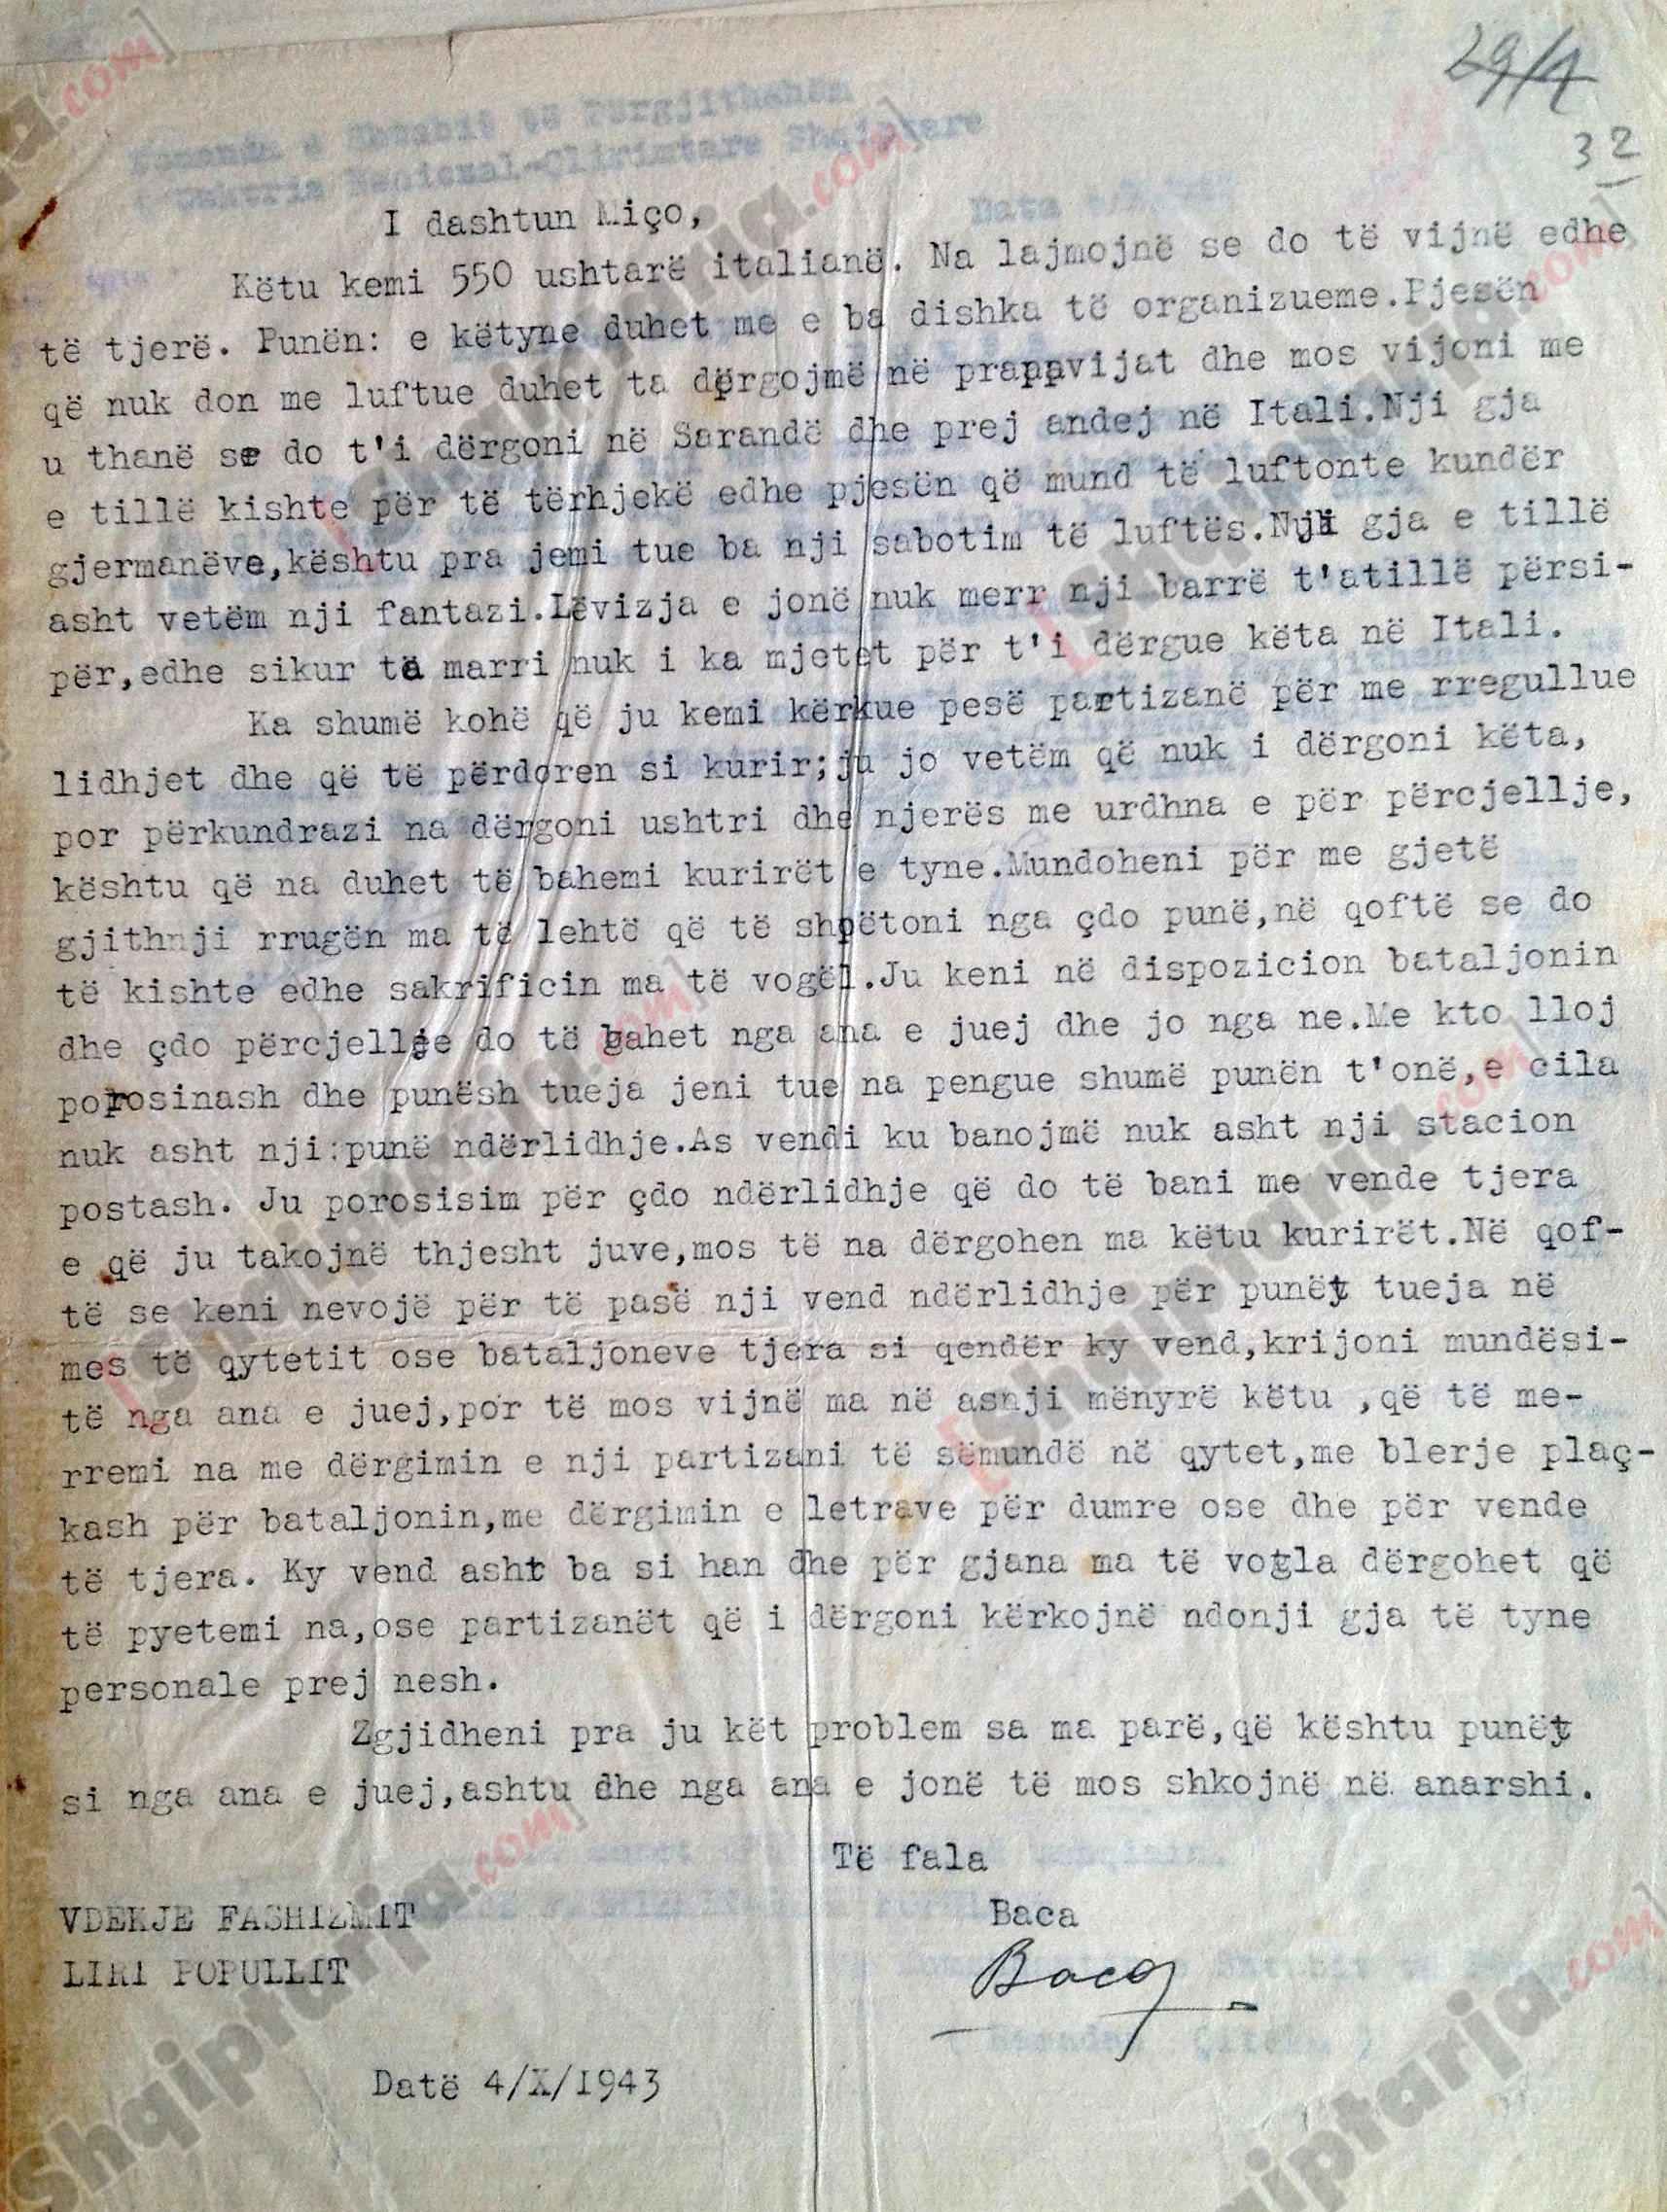 29/4
32
I dashtun Miço,
Këtu kemi 550 ushtarë italianë. Na lajmojnë se do të vijnë edhe
të tjerë. Punën: e këtyne duhet me e ba dishka të organizueme.Pjesën
që nuk don me luftue duhet ta dërgojmë në prapavijat dhe mos vijoni me
u thanë se do t'i dërgoni në Sarandë dhe prej andej në Itali.Nji gja
e tillë kishte për të tërhjekë edhe pjesën që mund të luftonte kundër
gjermanëve,kështu pra jemi tue ba nji sabotim të luftës.Nji gja e tillë
asht vetëm nji fantazi.Lëvizja e jonë nuk merr nji barrë t'atillë përsi-
për,edhe sikur ta marri nuk i ka mjetet për t'i dërgue këta në Itali.
Ka shumë kohë që ju kemi kërkue pesë partizanë për me rregullue
lidhjet dhe që të përdoren si kurir;ju jo vetëm që nuk i dërgoni këta,
por përkundrazi na dërgoni ushtri dhe njerës me urdhna e për përcjellje,
kështu që na duhet të bahemi kurirët e tyne.Mundoheni për me gjetë
gjithnji rrugën ma të lehtë që të shpëtoni nga çdo punë,në qoftë se do
të kishte edhe sakrificin ma të vogël.Ju keni në dispozicion bataljonin
dhe çdo përcjellje do të bahet nga ana e juej dhe jo nga ne.Me kto lloj
porosinash dhe punësh tueja jeni tue na pengue shumë punën t'onë,e cila
nuk asht nji:punë ndërlidhje.As vendi ku banojmë nuk asht nji stacion
postash. Ju porosisim për çdo ndërlidhje që do të bani me vende tjera
e që ju takojnë thjesht juve,mos të na dërgohen ma këtu kurirët.Në qof-
të se keni nevojë për të pasë nji vend ndërlidhje për punët tueja në
mes të qytetit ose bataljoneve tjera si qendër ky vend,krijoni mundësi-
të nga ana e juej,por të mos vijnë ma në asnji mënyrë këtu ,që të me-
rremi na me dërgimin e nji partizani të sëmundë në qytet,me blerje plaç-
kash për bataljonin,me dërgimin e letrave për dumre ose dhe për vende
të tjera. Ky vend asht ba si han dhe për gjana ma të vogla dërgohet që
të pyetemi na,ose partizanët që i dërgoni kërkojnë ndonji gja të tyne
personale prej nesh.
Zgjidheni pra ju kët problem sa ma parë,që kështu punët
si nga ana e juej,ashtu dhe nga ana e jonë të mos shkojnë në anarshi.
Të fala
VDEKJE FASHIZMIT
Baca
LIRI POPULLIT
Baca
Datë 4/X/1943
[Shqiptarja.com]